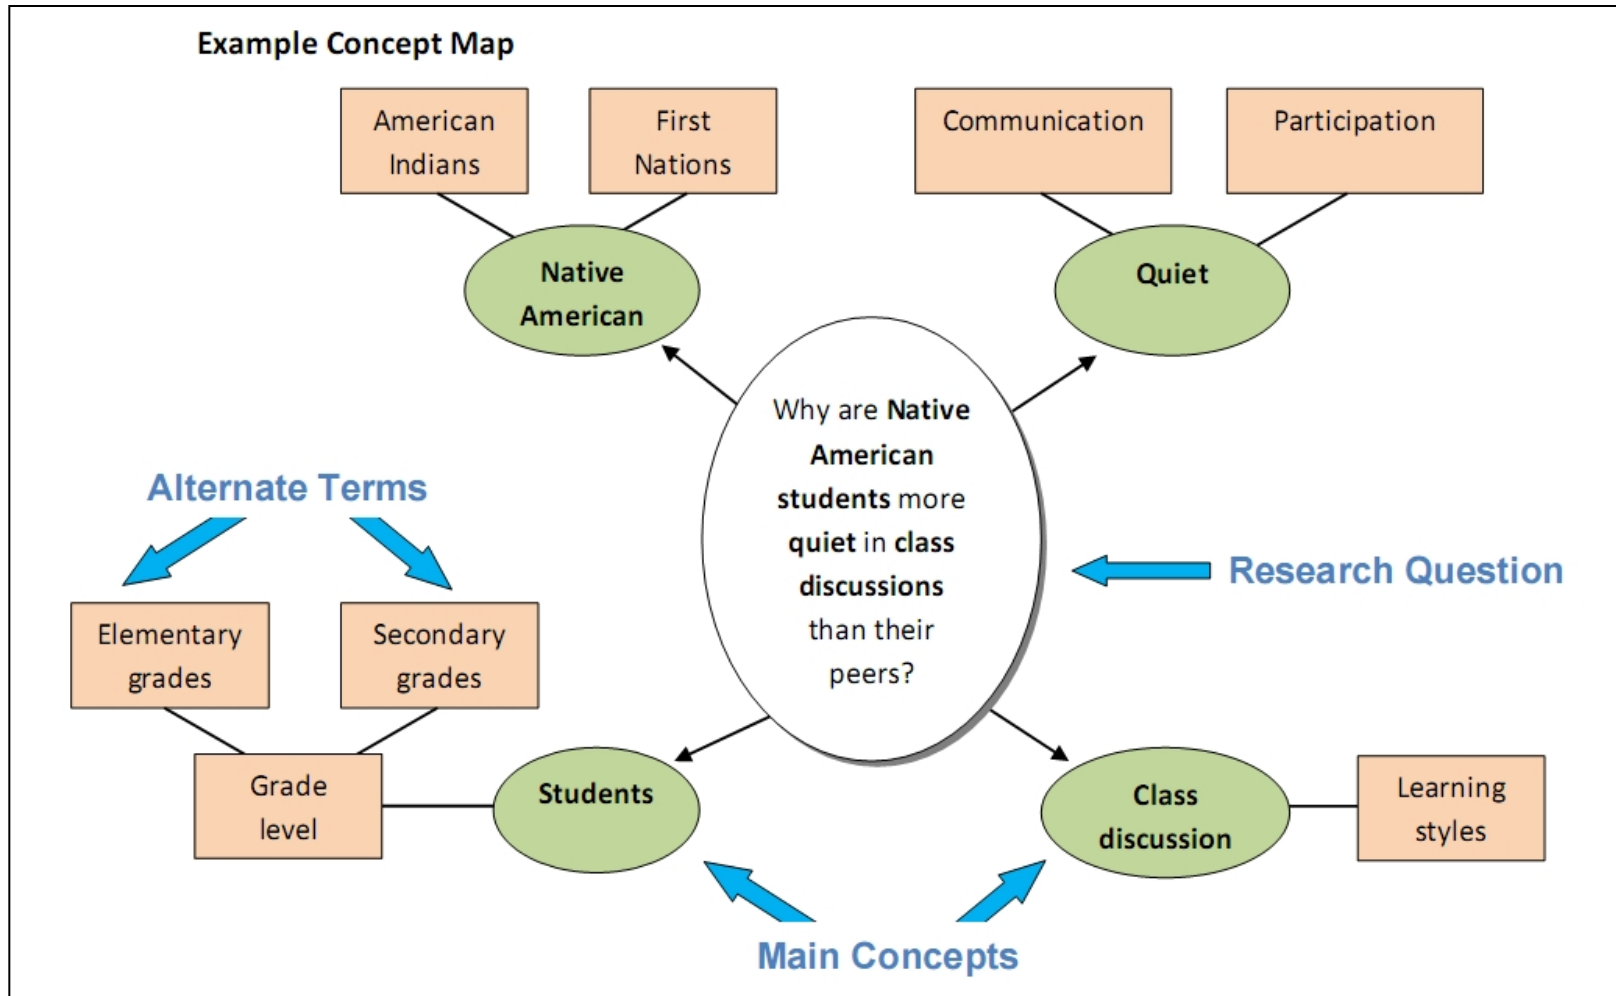 Example Concept Map
American
Indians
First
Nations
Communication
Participation
Native
American
Quiet
Why are Native
American
students more
quiet in class
discussions
than their
peers?
Alternate Terms
Research Question
Elementary
grades
Secondary
grades
Grade
level
Students
Class
discussion
Learning
styles
Main Concepts